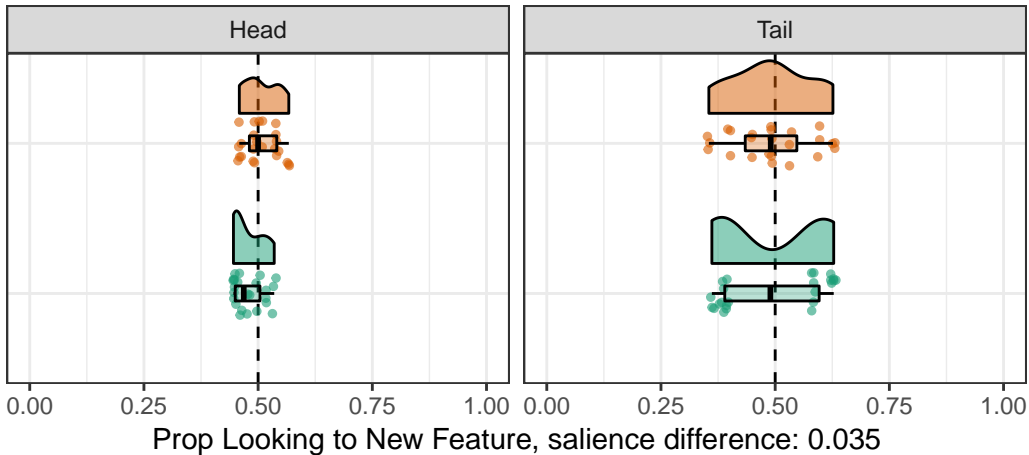 Head Tail
0.00 0.25 0.50 0.75 1.00 0.00 0.25 0.50 0.75 1.00
Prop Looking to New Feature, salience difference: 0.035